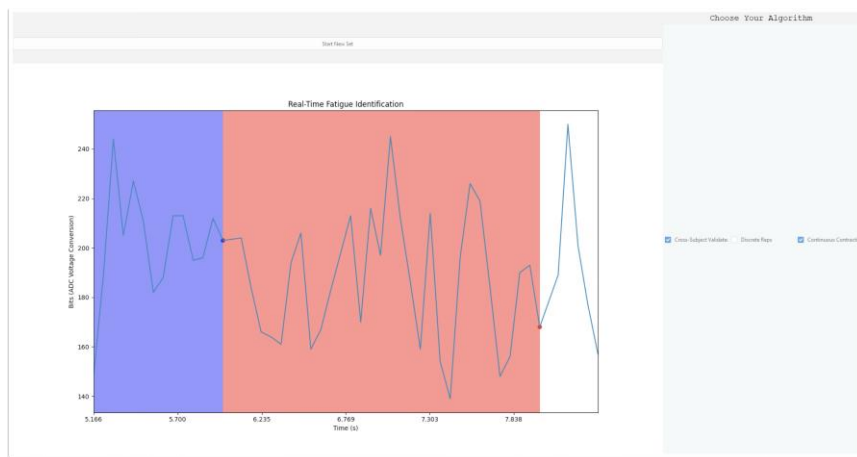 Choose Your Algorithm
Start New Set
Real-Time Fatigue Identification
240
220
200
180
160
140
Bits (ADC Voltage Conversion)
5.166 5.700 6.235 6.769 7.303 7.838
Time (s)
Cross-Subject Validate Discrete Reps Continuous Contract